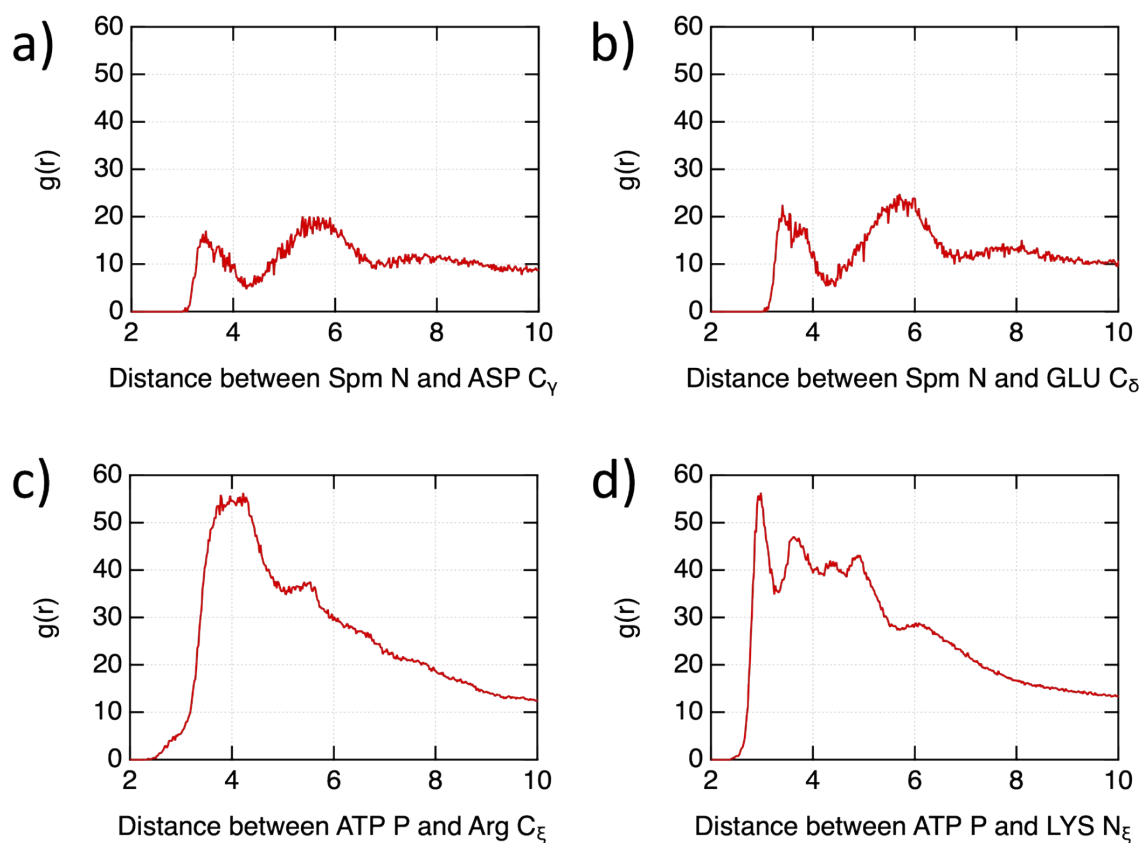 a)
60
50
40
30
20
10
0
g(r)
2 4 6 8 10
Distance between Spm N and ASP Cγ
b)
60
50
40
30
20
10
0
g(r)
2 4 6 8 10
Distance between Spm N and GLU Cδ
c)
60
50
40
30
20
10
0
g(r)
2 4 6 8 10
Distance between ATP P and Arg Cξ
d)
60
50
40
30
20
10
0
g(r)
2 4 6 8 10
Distance between ATP P and LYS Nξ